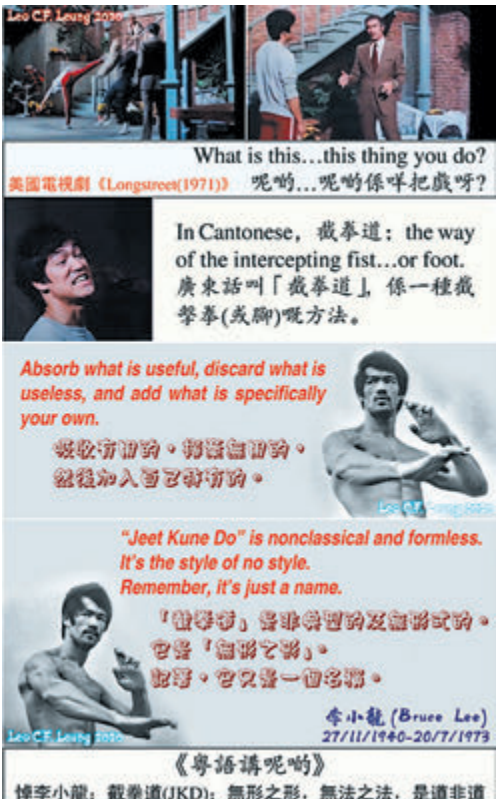 Leo C.F. Leung 2020
What is this…this thing you do?
美國電視劇《Longstreet(1971)》 呢啲…呢啲係咩把戲呀?
In Cantonese, 截拳道; the way
of the intercepting fist…or foot.
廣東話叫「截拳道」, 係一種截
擊拳(或腳)嘅方法。
Absorb what is useful, discard what is
useless, and add what is specifically
your own.
吸收有用的,摒棄無用的,
然後加入自己特有的。
Leo C.F. Leung 2020
“Jeet Kune Do” is nonclassical and formless.
It's the style of no style.
Remember, it's just a name.
「截拳道」是非典型的及無形式的。
它是「無形之形」。
記著,它只是一個名稱。
李小龍 (Bruce Lee)
27/11/1940-20/7/1973
Leo C.F. Leung 2020
《粵語講呢啲》
悼李小龍;截拳道(JKD);無形之形,無法之法,是道非道